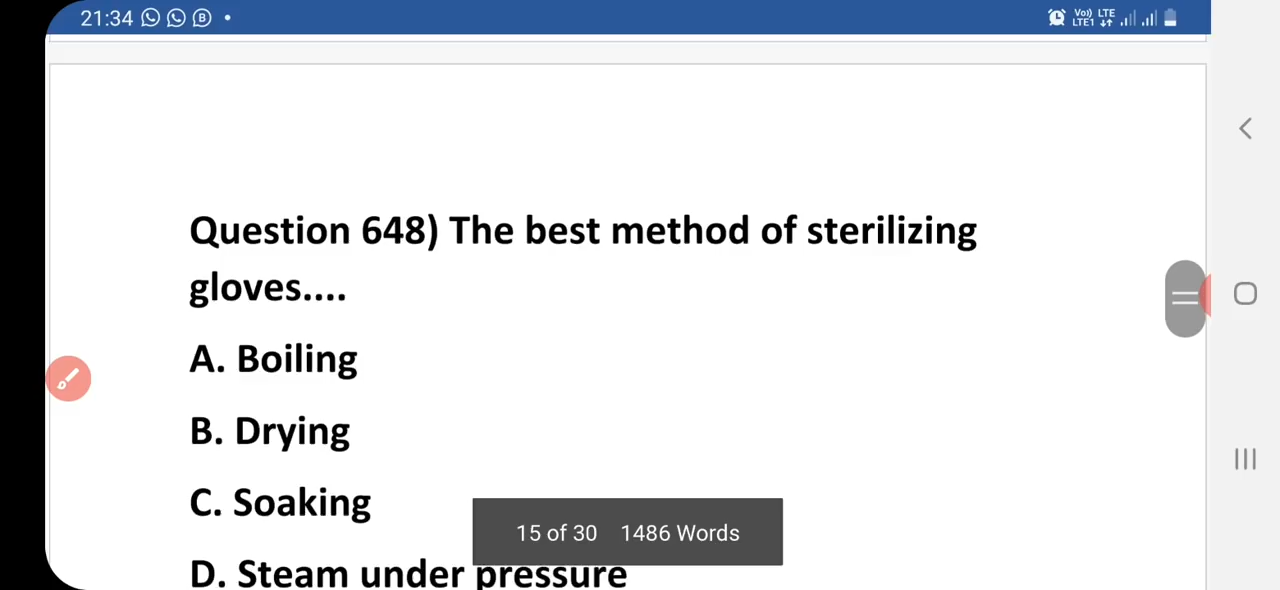 21:34
Vo)) LTE
LTE1
Question 648) The best method of sterilizing
gloves....
A. Boiling
B. Drying
C. Soaking
15 of 30 1486 Words
D. Steam under pressure